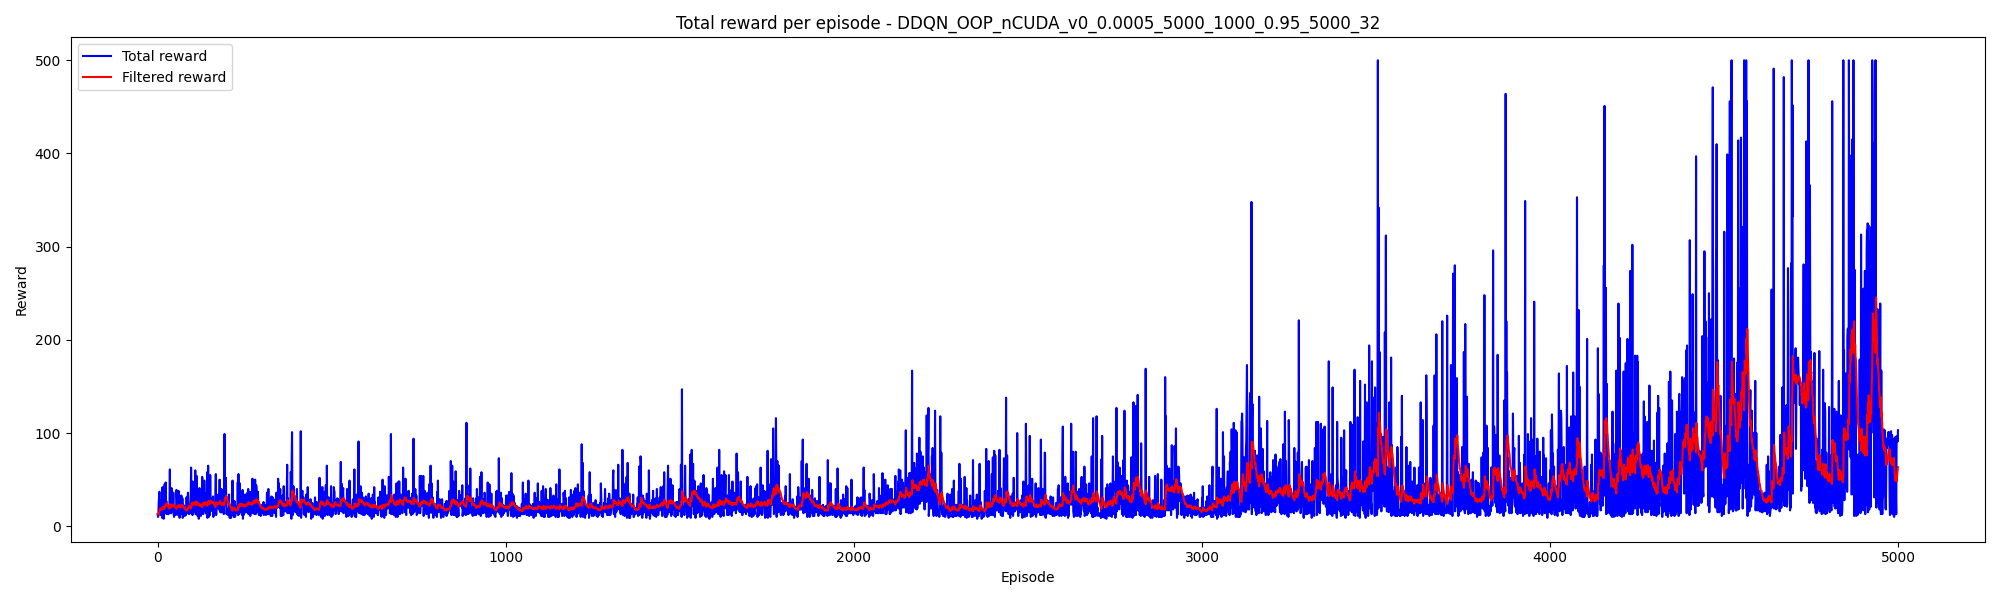 Total reward per episode - DDQN_OOP_nCUDA_v0_0.0005_5000_1000_0.95_5000_32
Total reward
Filtered reward
500
400
300
200
100
0
Reward
0 1000 2000 3000 4000 5000
Episode